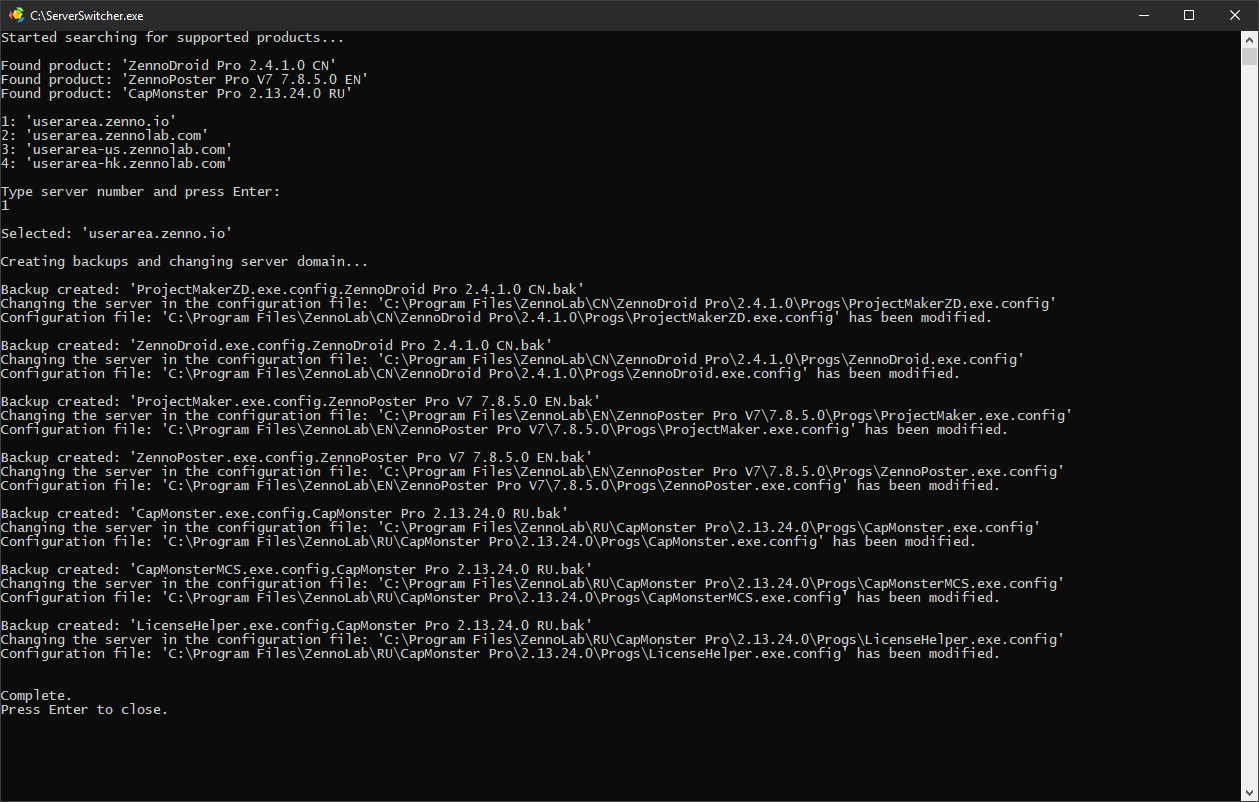 C:\ServerSwitcher.exe
Started searching for supported products...
Found product: 'ZennoDroid Pro 2.4.1.0 CN'
Found product: 'ZennoPoster Pro V7 7.8.5.0 EN'
Found product: 'CapMonster Pro 2.13.24.0 RU'
1: 'userarea.zenno.io'
2: 'userarea.zennolab.com'
3: 'userarea-us.zennolab.com'
4: 'userarea-hk.zennolab.com'
Type server number and press Enter:
1
Selected: 'userarea.zenno.io'
Creating backups and changing server domain...
Backup created: 'ProjectMakerZD.exe.config.ZennoDroid Pro 2.4.1.0 CN.bak'
Changing the server in the configuration file: 'C:\Program Files\ZennoLab\CN\ZennoDroid Pro\2.4.1.0\Progs\ProjectMakerZD.exe.config'
Configuration file: 'C:\Program Files\ZennoLab\CN\ZennoDroid Pro\2.4.1.0\Progs\ProjectMakerZD.exe.config' has been modified.
Backup created: 'ZennoDroid.exe.config.ZennoDroid Pro 2.4.1.0 CN.bak'
Changing the server in the configuration file: 'C:\Program Files\ZennoLab\CN\ZennoDroid Pro\2.4.1.0\Progs\ZennoDroid.exe.config'
Configuration file: 'C:\Program Files\ZennoLab\CN\ZennoDroid Pro\2.4.1.0\Progs\ZennoDroid.exe.config' has been modified.
Backup created: 'ProjectMaker.exe.config.ZennoPoster Pro V7 7.8.5.0 EN.bak'
Changing the server in the configuration file: 'C:\Program Files\ZennoLab\EN\ZennoPoster Pro V7\7.8.5.0\Progs\ProjectMaker.exe.config'
Configuration file: 'C:\Program Files\ZennoLab\EN\ZennoPoster Pro V7\7.8.5.0\Progs\ProjectMaker.exe.config' has been modified.
Backup created: 'ZennoPoster.exe.config.ZennoPoster Pro V7 7.8.5.0 EN.bak'
Changing the server in the configuration file: 'C:\Program Files\ZennoLab\EN\ZennoPoster Pro V7\7.8.5.0\Progs\ZennoPoster.exe.config'
Configuration file: 'C:\Program Files\ZennoLab\EN\ZennoPoster Pro V7\7.8.5.0\Progs\ZennoPoster.exe.config' has been modified.
Backup created: 'CapMonster.exe.config.CapMonster Pro 2.13.24.0 RU.bak'
Changing the server in the configuration file: 'C:\Program Files\ZennoLab\RU\CapMonster Pro\2.13.24.0\Progs\CapMonster.exe.config'
Configuration file: 'C:\Program Files\ZennoLab\RU\CapMonster Pro\2.13.24.0\Progs\CapMonster.exe.config' has been modified.
Backup created: 'CapMonsterMCS.exe.config.CapMonster Pro 2.13.24.0 RU.bak'
Changing the server in the configuration file: 'C:\Program Files\ZennoLab\RU\CapMonster Pro\2.13.24.0\Progs\CapMonsterMCS.exe.config'
Configuration file: 'C:\Program Files\ZennoLab\RU\CapMonster Pro\2.13.24.0\Progs\CapMonsterMCS.exe.config' has been modified.
Backup created: 'LicenseHelper.exe.config.CapMonster Pro 2.13.24.0 RU.bak'
Changing the server in the configuration file: 'C:\Program Files\ZennoLab\RU\CapMonster Pro\2.13.24.0\Progs\LicenseHelper.exe.config'
Configuration file: 'C:\Program Files\ZennoLab\RU\CapMonster Pro\2.13.24.0\Progs\LicenseHelper.exe.config' has been modified.
Complete.
Press Enter to close.